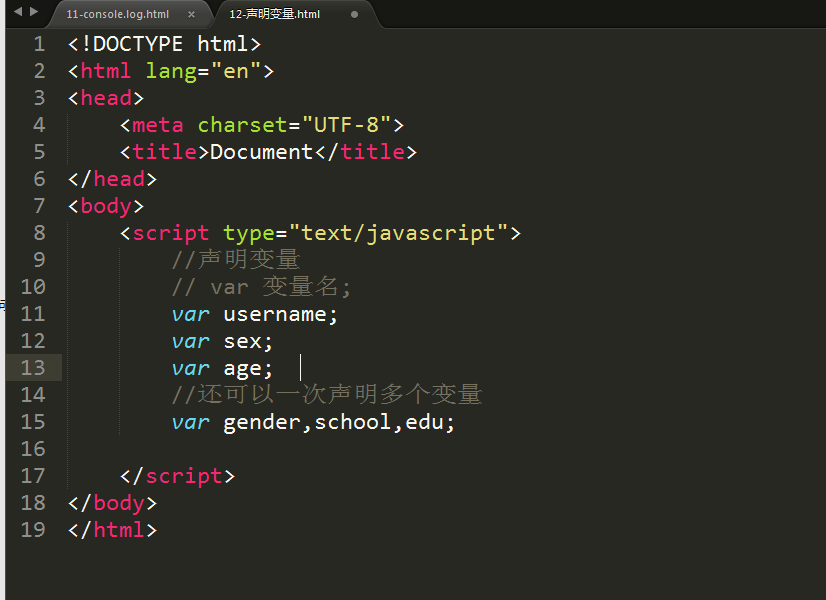 11-console.log.html × 12-声明变量.html
1 <!DOCTYPE html>
2 <html lang="en">
3 <head>
4 <meta charset="UTF-8">
5 <title>Document</title>
6 </head>
7 <body>
8 <script type="text/javascript">
9 //声明变量
10 // var 变量名;
11 var username;
12 var sex;
13 var age;
14 //还可以一次声明多个变量
15 var gender,school,edu;
16
17 </script>
18 </body>
19 </html>